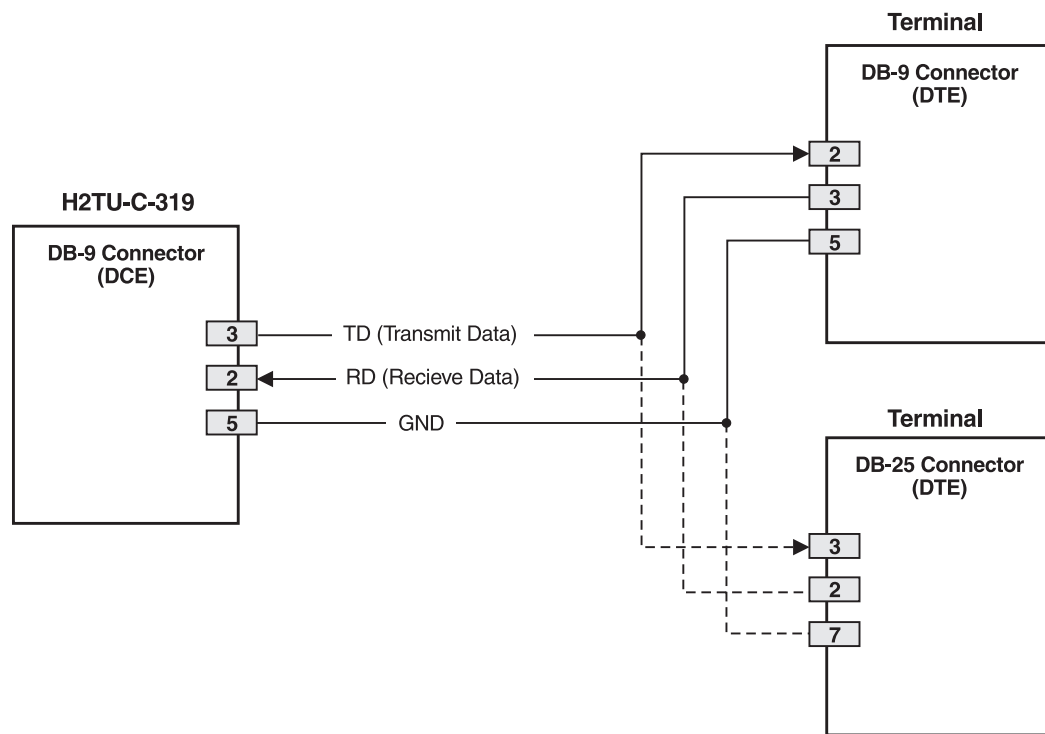 H2TU-C-319
DB-9 Connector
(DCE)
3
2
5
TD (Transmit Data)
RD (Recieve Data)
GND
Terminal
DB-9 Connector
(DTE)
2
3
5
Terminal
DB-25 Connector
(DTE)
3
2
7